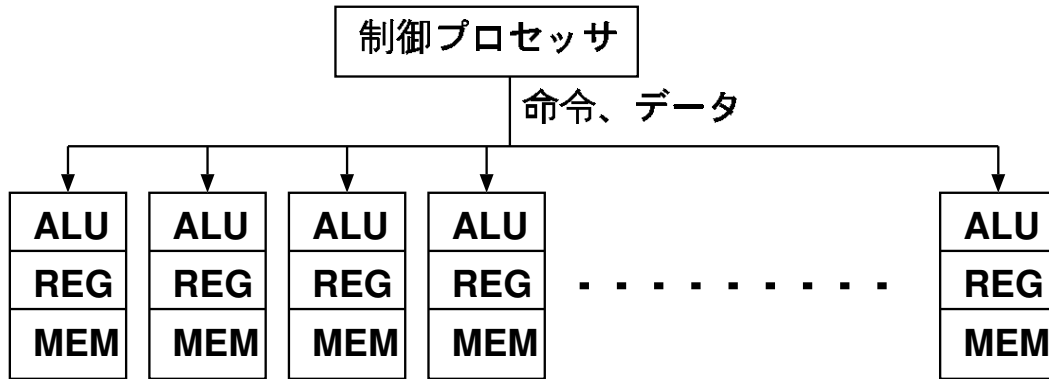 制御プロセッサ
命令、データ
ALU ALU ALU ALU ALU
REG REG REG REG - - - - - - - - - REG
MEM MEM MEM MEM MEM